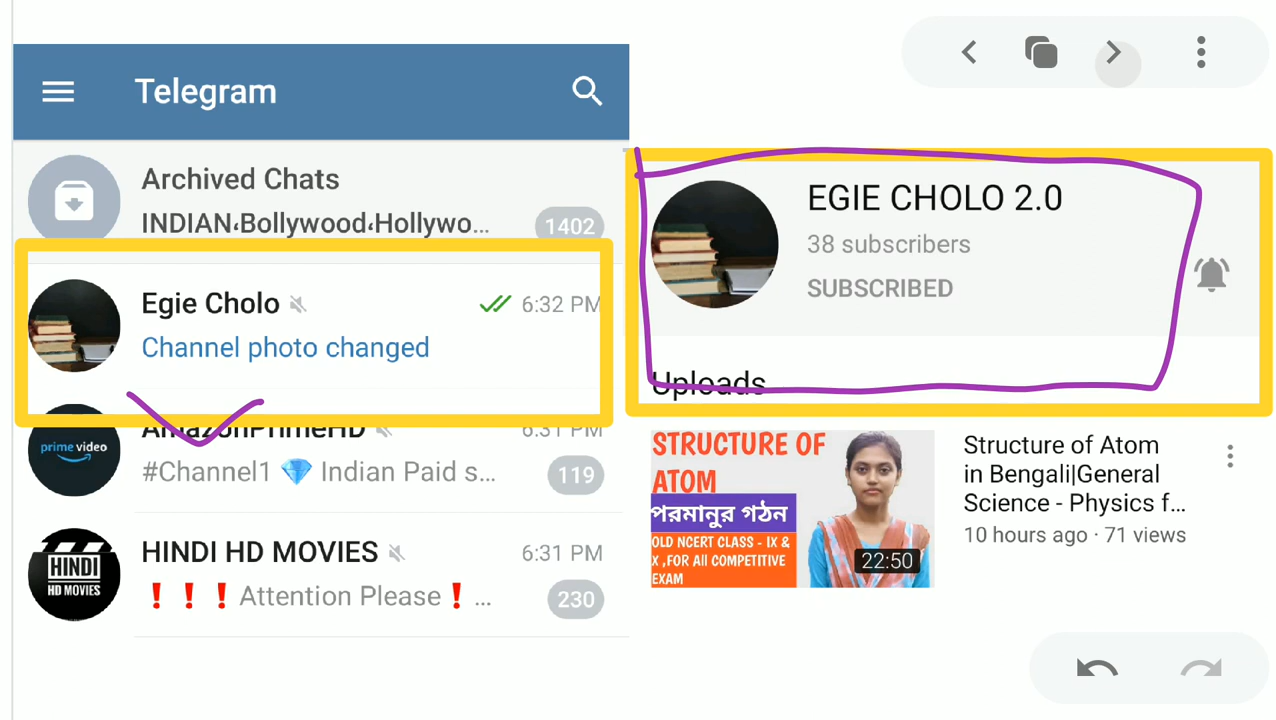 Telegram
Archived Chats
INDIAN،Bollywood،Hollywo...
1402
Egie Cholo
6:32 PM
Channel photo changed
AmazonPrimeHD
6:31 PM
prime video
#Channel1 💎 Indian Paid s...
119
HINDI HD MOVIES
6:31 PM
HINDI
HD MOVIES
❗❗❗Attention Please❗...
230
EGIE CHOLO 2.0
38 subscribers
SUBSCRIBED
Uploads
STRUCTURE OF
ATOM
পরমানুর গঠন
OLD NCERT CLASS - IX &
X ,FOR All COMPETITIVE
EXAM
22:50
Structure of Atom
in Bengali|General
Science - Physics f...
10 hours ago · 71 views